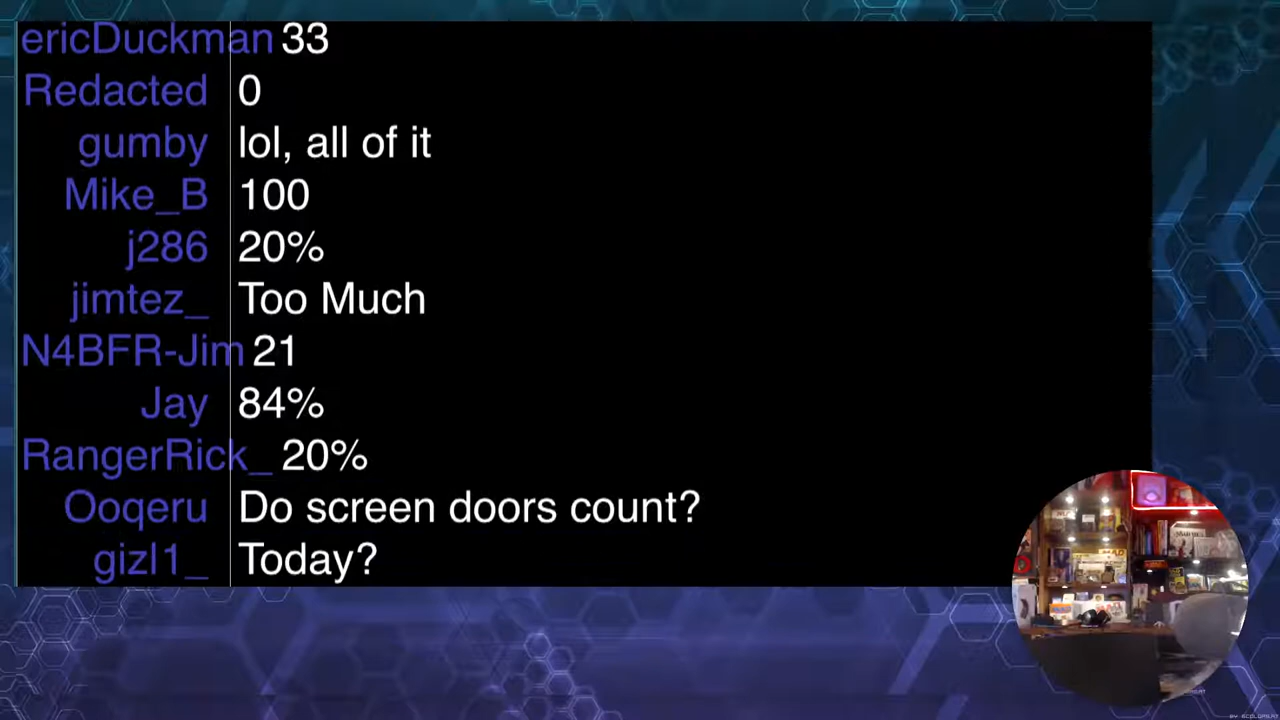 ericDuckman 33
Redacted 0
gumby lol, all of it
Mike_B 100
j286 20%
jimtez_ Too Much
N4BFR-Jim 21
Jay 84%
RangerRick_ 20%
Ooqeru Do screen doors count?
gizl1_ Today?